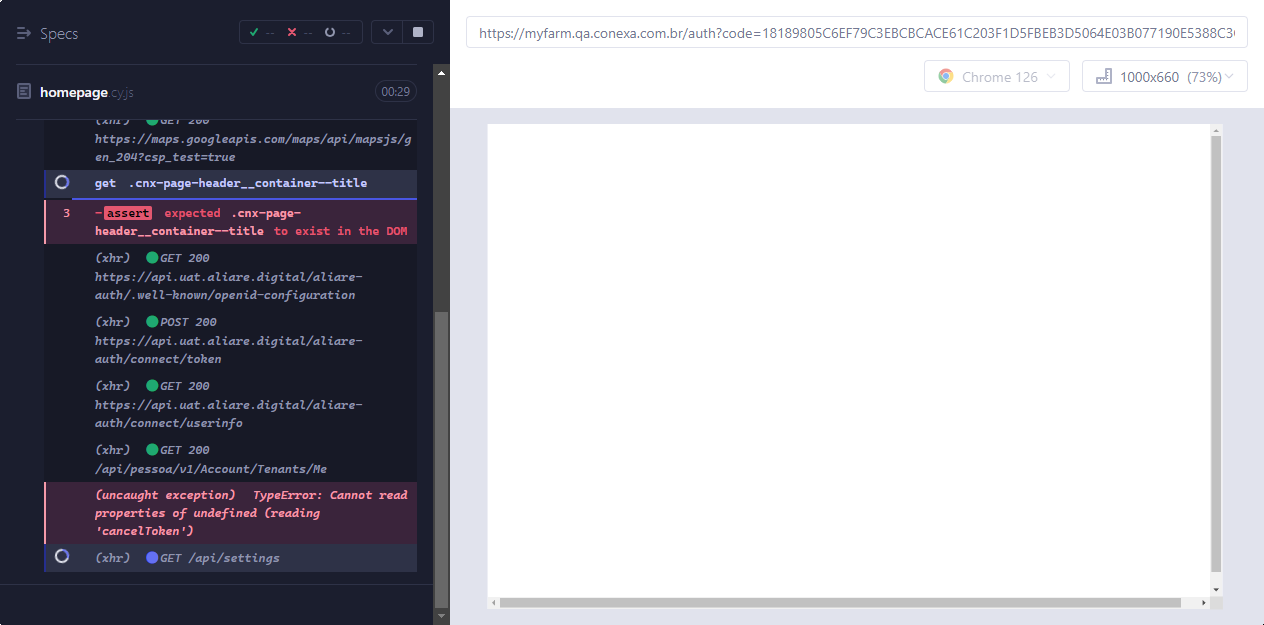 Specs
-- -- --
homepage.cy.js
00:29
(xhr) GET 200
https://maps.googleapis.com/maps/api/mapsjs/g
en_204?csp_test=true
get .cnx-page-header__container--title
3 -assert expected .cnx-page-
header__container--title to exist in the DOM
(xhr) GET 200
https://api.uat.aliare.digital/aliare-
auth/.well-known/openid-configuration
(xhr) POST 200
https://api.uat.aliare.digital/aliare-
auth/connect/token
(xhr) GET 200
https://api.uat.aliare.digital/aliare-
auth/connect/userinfo
(xhr) GET 200
/api/pessoa/v1/Account/Tenants/Me
(uncaught exception) TypeError: Cannot read
properties of undefined (reading
'cancelToken')
(xhr) GET /api/settings
https://myfarm.qa.conexa.com.br/auth?code=18189805C6EF79C3EBCBCACE61C203F1D5FBEB3D5064E03B077190E5388C3
Chrome 126
1000x660 (73%)